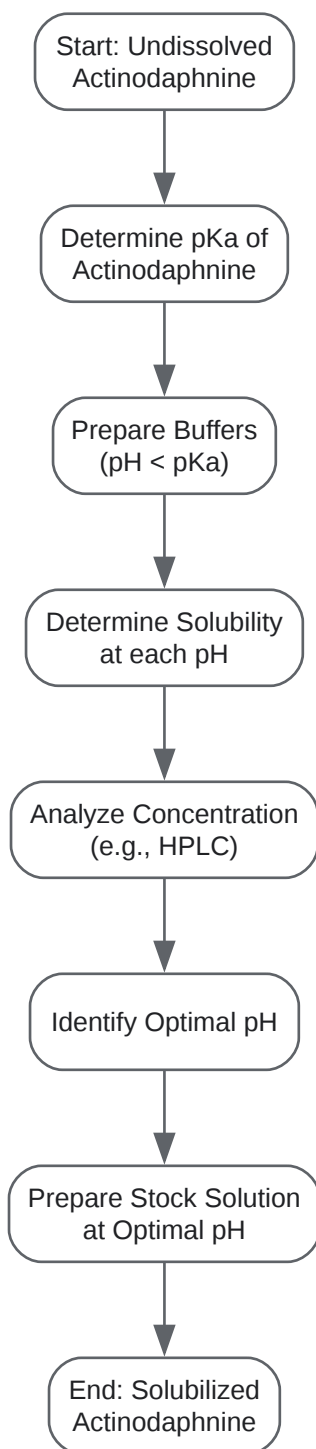 Start: Undissolved
Actinodaphnine
Determine pKa of
Actinodaphnine
Prepare Buffers
(pH < pKa)
Determine Solubility
at each pH
Analyze Concentration
(e.g., HPLC)
Identify Optimal pH
Prepare Stock Solution
at Optimal pH
End: Solubilized
Actinodaphnine